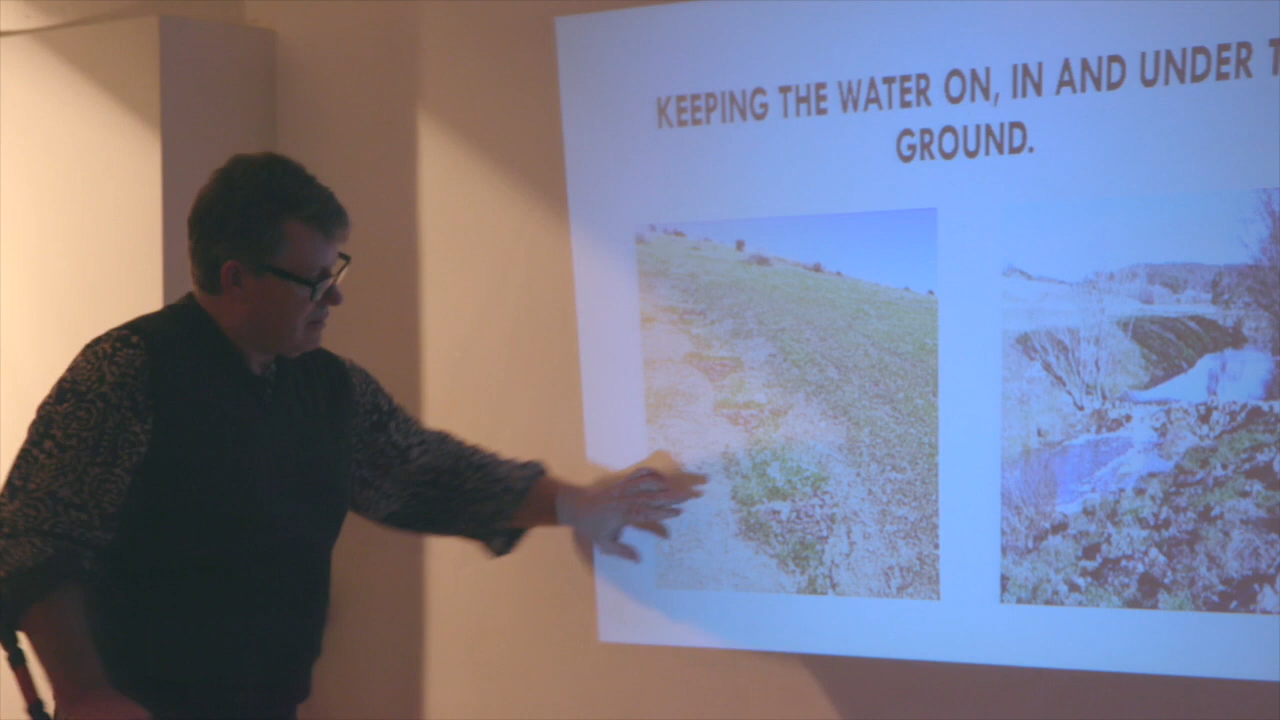 KEEPING THE WATER ON, IN AND UNDER
GROUND.